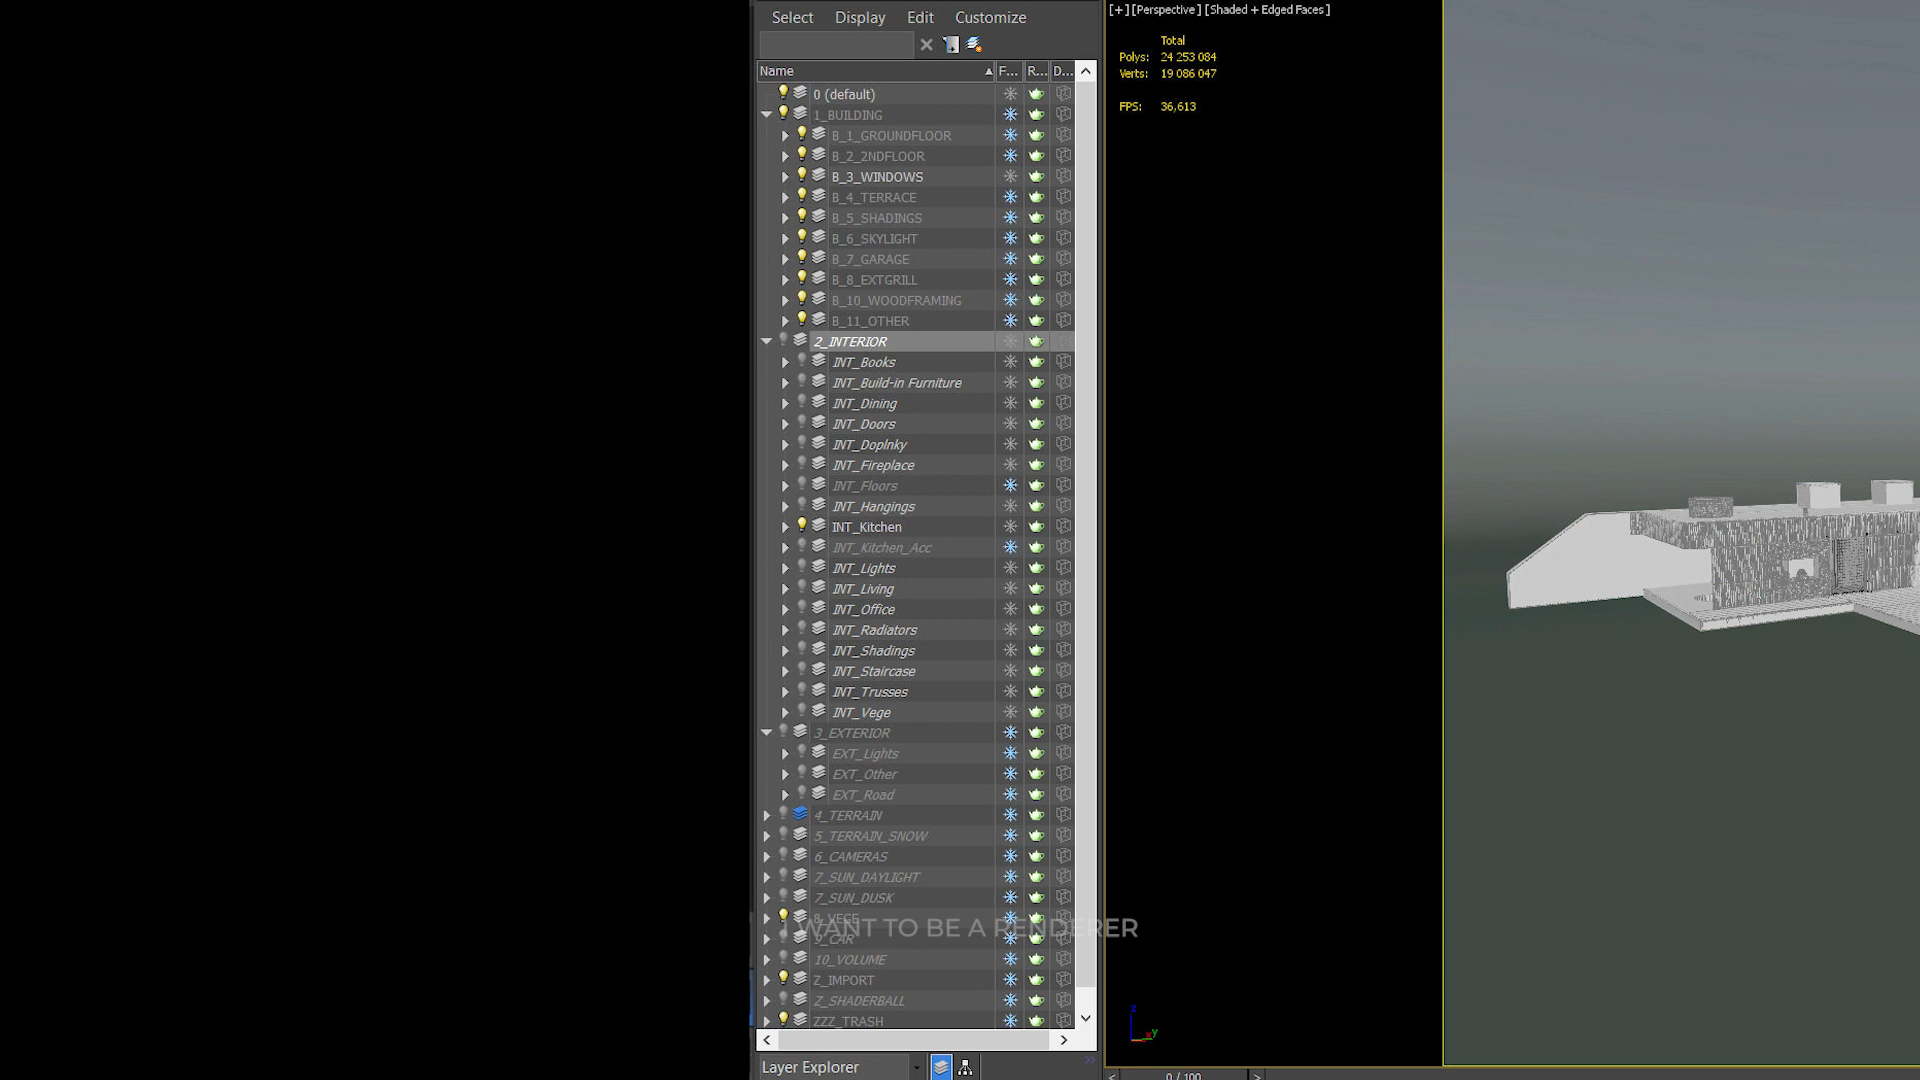 Select Display Edit Customize
[+] [Perspective] [Shaded + Edged Faces]
Total
Polys: 24 253 084
Verts: 19 086 047
FPS: 36,613
Name F... R... D...
0 (default)
1_BUILDING
B_1_GROUNDFLOOR
B_2_2NDFLOOR
B_3_WINDOWS
B_4_TERRACE
B_5_SHADINGS
B_6_SKYLIGHT
B_7_GARAGE
B_8_EXTGRILL
B_10_WOODFRAMING
B_11_OTHER
2_INTERIOR
INT_Books
INT_Build-in Furniture
INT_Dining
INT_Doors
INT_Doplnky
INT_Fireplace
INT_Floors
INT_Hangings
INT_Kitchen
INT_Kitchen_Acc
INT_Lights
INT_Living
INT_Office
INT_Radiators
INT_Shadings
INT_Staircase
INT_Trusses
INT_Vege
3_EXTERIOR
EXT_Lights
EXT_Other
EXT_Road
4_TERRAIN
5_TERRAIN_SNOW
6_CAMERAS
7_SUN_DAYLIGHT
7_SUN_DUSK
8_VEGE
I WANT TO BE A RENDERER
9_CAR
10_VOLUME
Z_IMPORT
Z_SHADERBALL
ZZZ_TRASH
Layer Explorer
z
x y
< 0 / 100 >